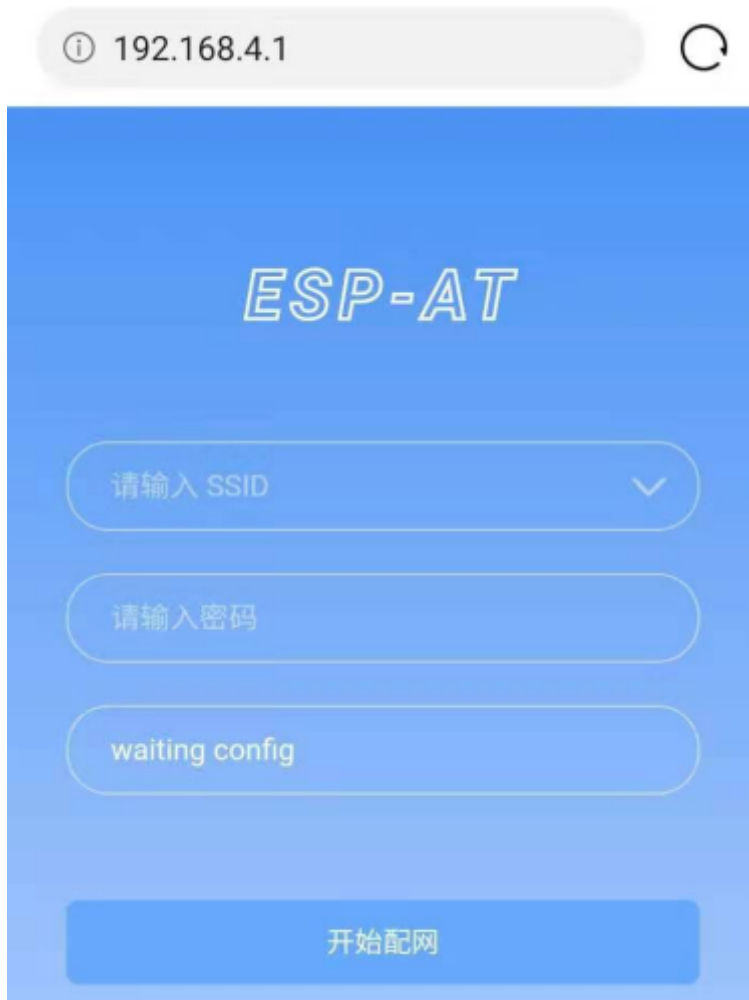 192.168.4.1
ESP-AT
请输入 SSID
请输入密码
waiting config
开始配网